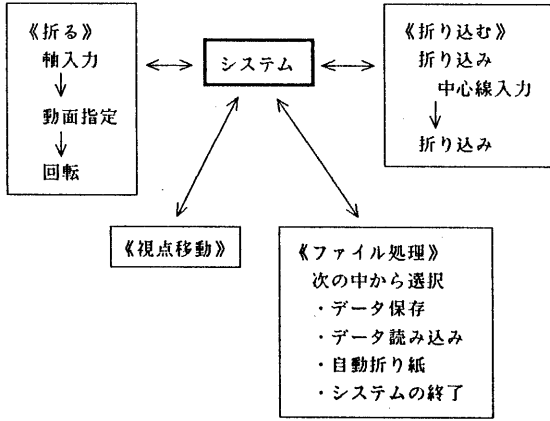 《折る》
軸入力
動面指定
回転
システム
《折り込む》
折り込み
中心線入力
折り込み
《視点移動》
《ファイル処理》
次の中から選択
・データ保存
・データ読み込み
・自動折り紙
・システムの終了